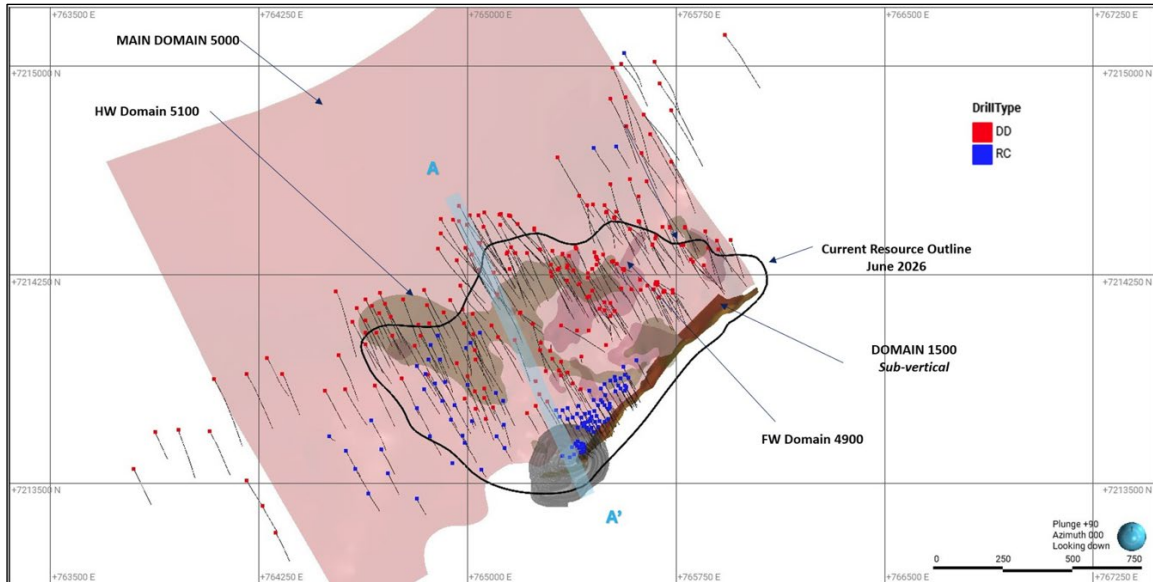 +763500 E
+764250 E
+765000 E
+765750 E
+766500 E
+767250 E
MAIN DOMAIN 5000
+7215000 N
+7215000 N
HW Domain 5100
DrillType
DD
RC
A
Current Resource Outline
June 2026
+7214250 N
+7214250 N
DOMAIN 1500
Sub-vertical
FW Domain 4900
+7213500 N
+7213500 N
A'
Plunge +90
Azimuth 000
Looking down
0 250 500 750
+763500 E
+764250 E
+765000 E
+765750 E
+766500 E
+767250 E